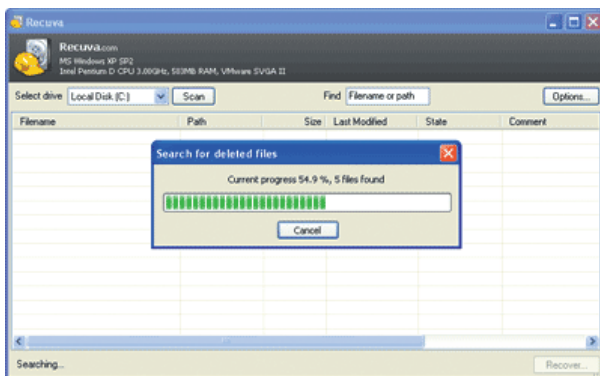 Recuva
Recuva.com
MS Windows XP SP2
Intel Pentium D CPU 3.00GHz, 503MB RAM, VMware SVGA II
Select drive Local Disk (C:) Scan Find Filename or path Options...
Filename Path Size Last Modified State Comment
Search for deleted files
Current progress 54.9 %, 5 files found
Cancel
Searching...
Recover...